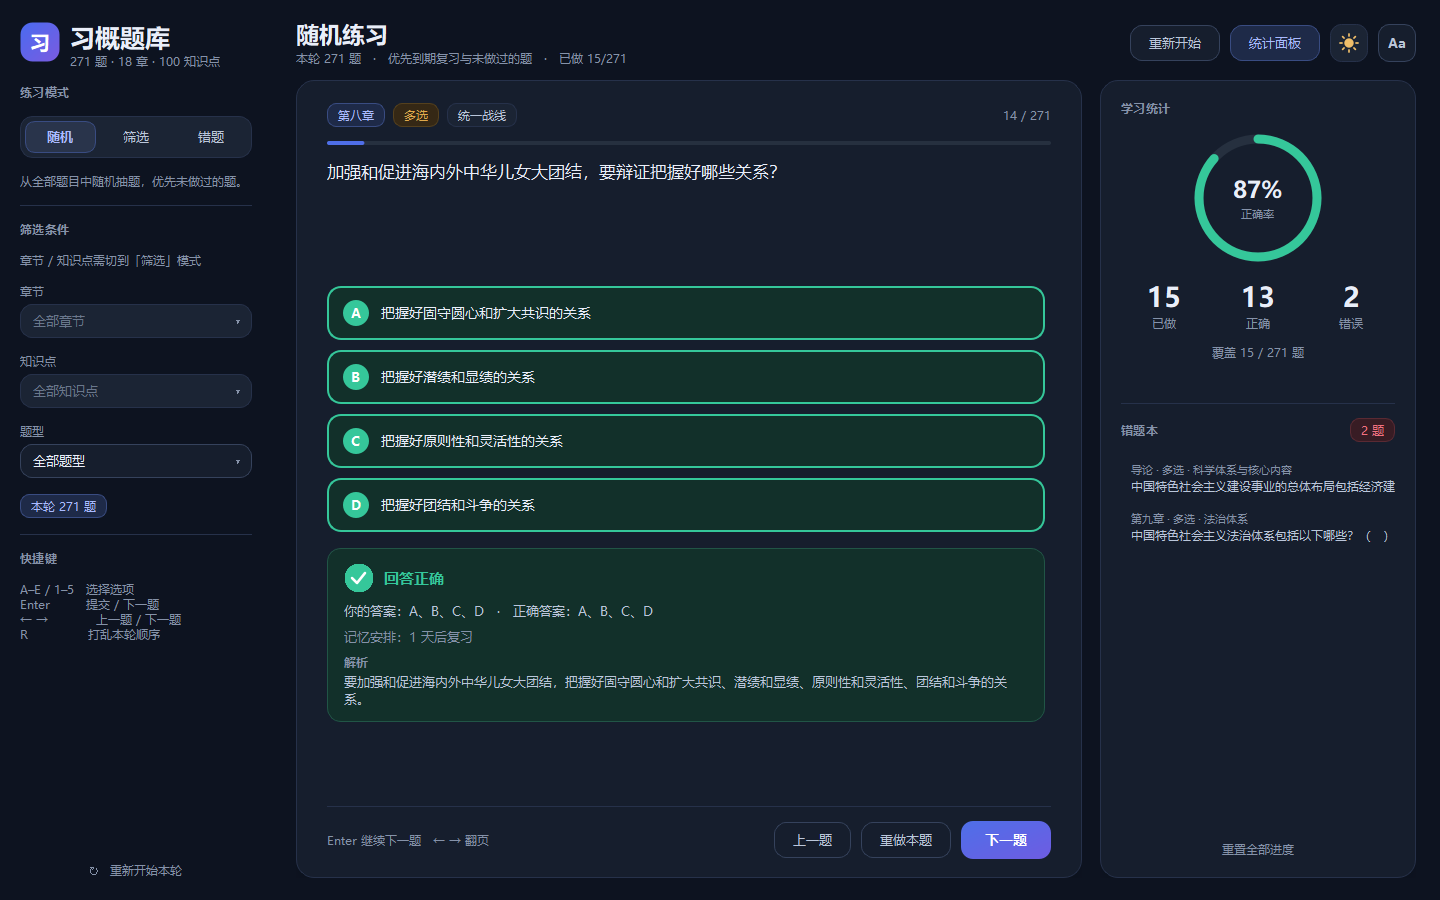 习
习概题库
271 题 · 18 章 · 100 知识点
练习模式
随机
筛选
错题
从全部题目中随机抽题，优先未做过的题。
筛选条件
章节 / 知识点需切到「筛选」模式
章节
全部章节
知识点
全部知识点
题型
全部题型
本轮 271 题
快捷键
A–E / 1–5 选择选项
Enter 提交 / 下一题
← → 上一题 / 下一题
R 打乱本轮顺序
↻ 重新开始本轮
随机练习
本轮 271 题 · 优先到期复习与未做过的题 · 已做 15/271
重新开始
统计面板
Aa
第八章
多选
统一战线
14 / 271
加强和促进海内外中华儿女大团结，要辩证把握好哪些关系？
A 把握好固守圆心和扩大共识的关系
B 把握好潜绩和显绩的关系
C 把握好原则性和灵活性的关系
D 把握好团结和斗争的关系
回答正确
你的答案：A、B、C、D · 正确答案：A、B、C、D
记忆安排：1 天后复习
解析
要加强和促进海内外中华儿女大团结，把握好固守圆心和扩大共识、潜绩和显绩、原则性和灵活性、团结和斗争的关
系。
Enter 继续下一题 ← → 翻页
上一题
重做本题
下一题
学习统计
87%
正确率
15
已做
13
正确
2
错误
覆盖 15 / 271 题
错题本
2 题
导论 · 多选 · 科学体系与核心内容
中国特色社会主义建设事业的总体布局包括经济建
第九章 · 多选 · 法治体系
中国特色社会主义法治体系包括以下哪些？（ ）
重置全部进度